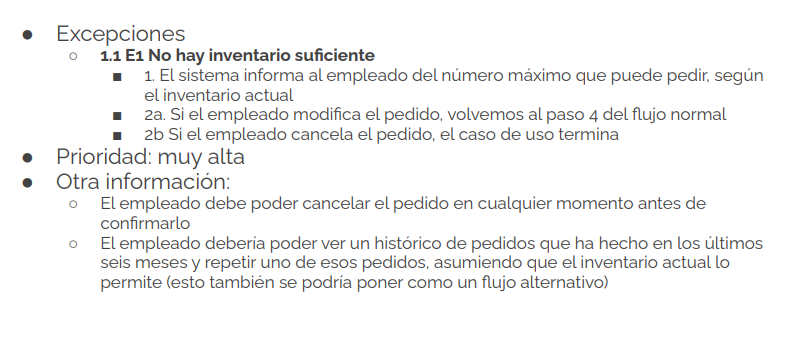 ● Excepciones
○ 1.1 E1 No hay inventario suficiente
■ 1. El sistema informa al empleado del número máximo que puede pedir, según
el inventario actual
■ 2a. Si el empleado modifica el pedido, volvemos al paso 4 del flujo normal
■ 2b Si el empleado cancela el pedido, el caso de uso termina
● Prioridad: muy alta
● Otra información:
○ El empleado debe poder cancelar el pedido en cualquier momento antes de
confirmarlo
○ El empleado debería poder ver un histórico de pedidos que ha hecho en los últimos
seis meses y repetir uno de esos pedidos, asumiendo que el inventario actual lo
permite (esto también se podría poner como un flujo alternativo)